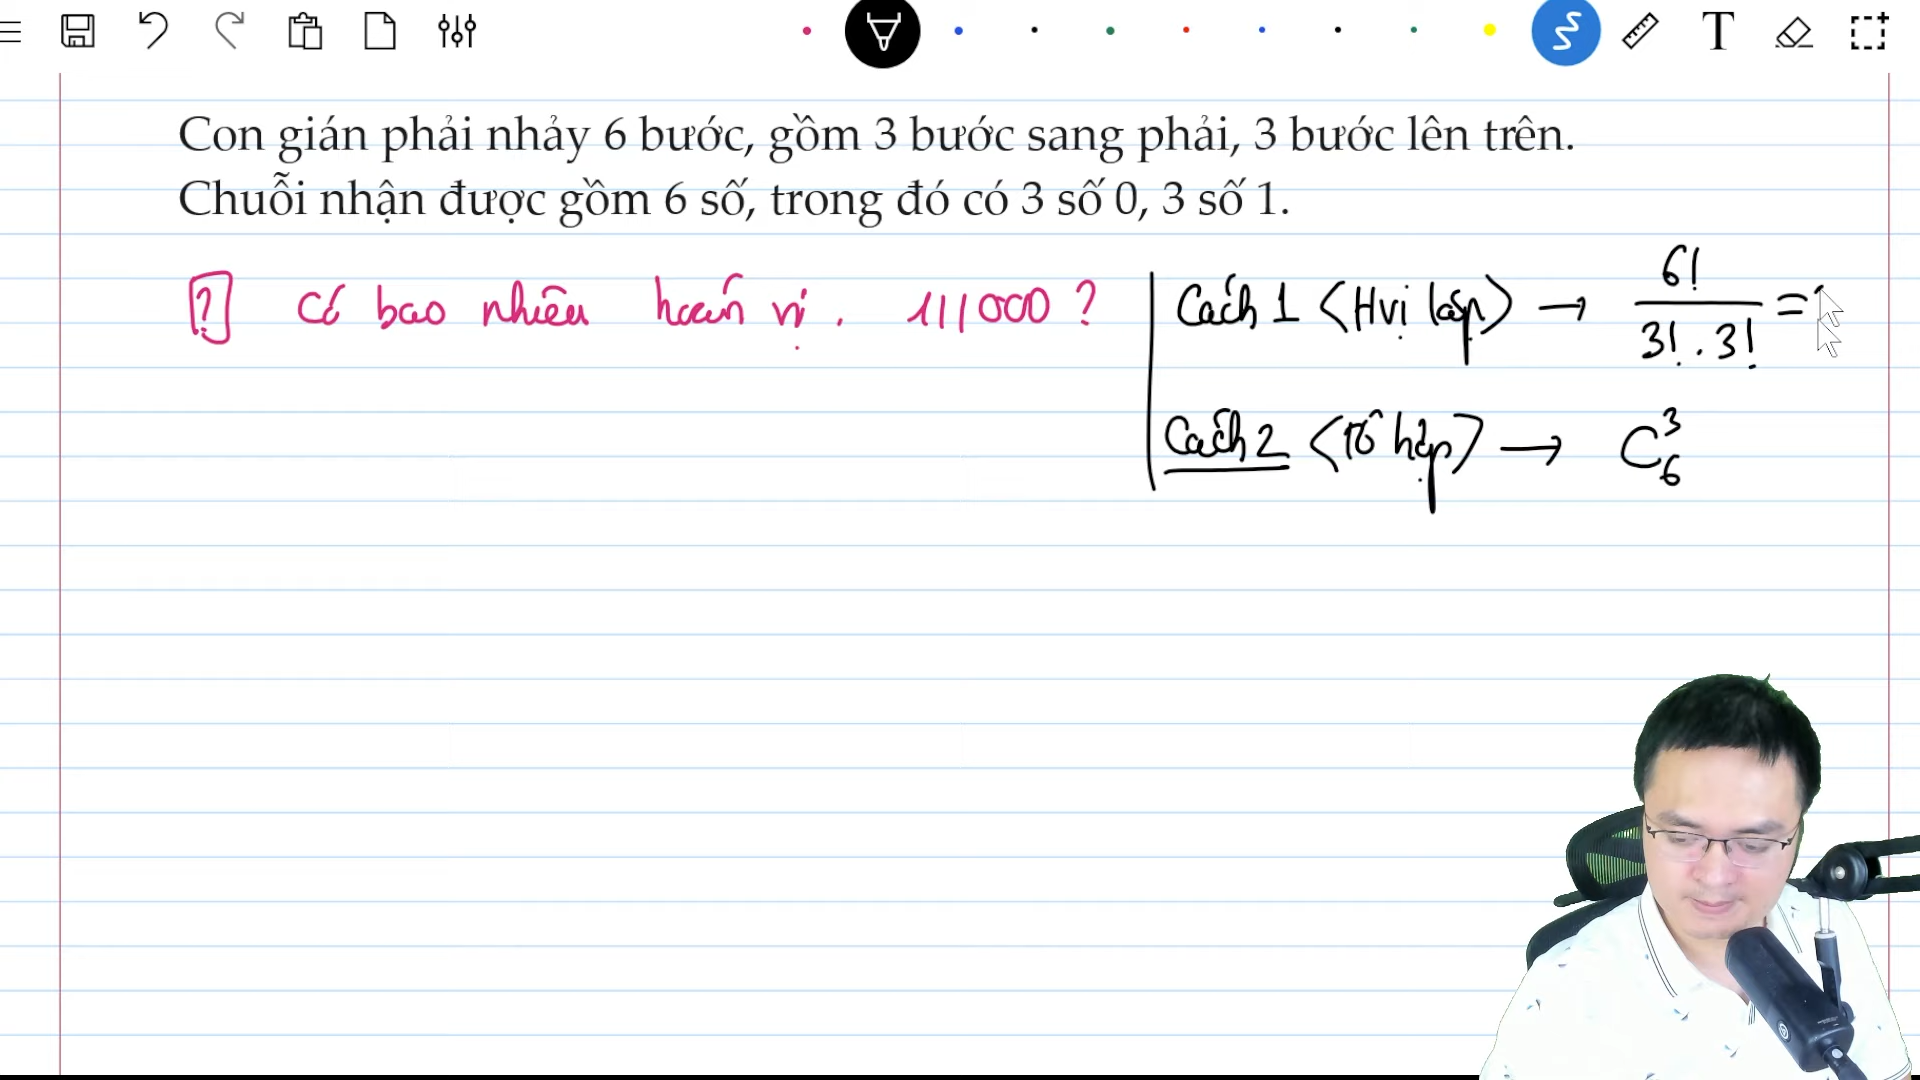 Con gián phải nhảy 6 bước, gồm 3 bước sang phải, 3 bước lên trên.
Chuỗi nhận được gồm 6 số, trong đó có 3 số 0, 3 số 1.
? Có bao nhiêu hoán vị. 111000 ?
Cách 1 <Hvị lặp> → 6! / 3! . 3! =
Cách 2 <Tổ hợp> → C_6^3